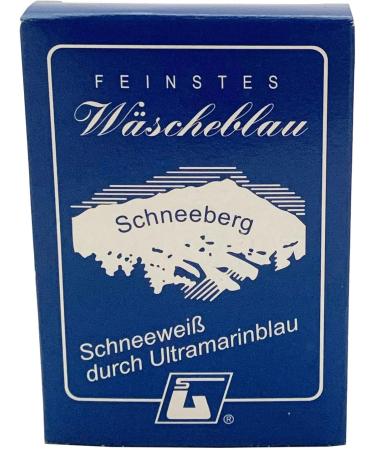 FEINSTES
Wäscheblau
Schneeberg
Schneeweiß
durch Ultramarinblau
®